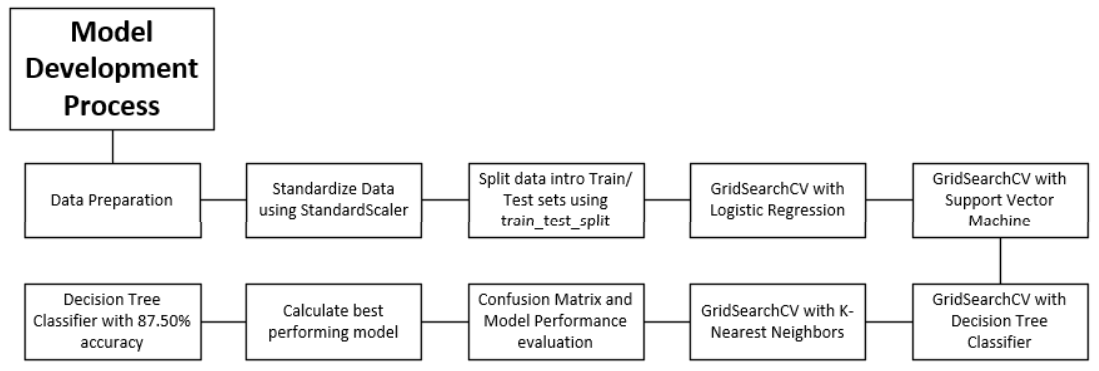 Model
Development
Process
Data Preparation
Standardize Data
using StandardScaler
Split data intro Train/
Test sets using
train_test_split
GridSearchCV with
Logistic Regression
GridSearchCV with
Support Vector
Machine
GridSearchCV with
Decision Tree
Classifier
GridSearchCV with K-
Nearest Neighbors
Confusion Matrix and
Model Performance
evaluation
Calculate best
performing model
Decision Tree
Classifier with 87.50%
accuracy